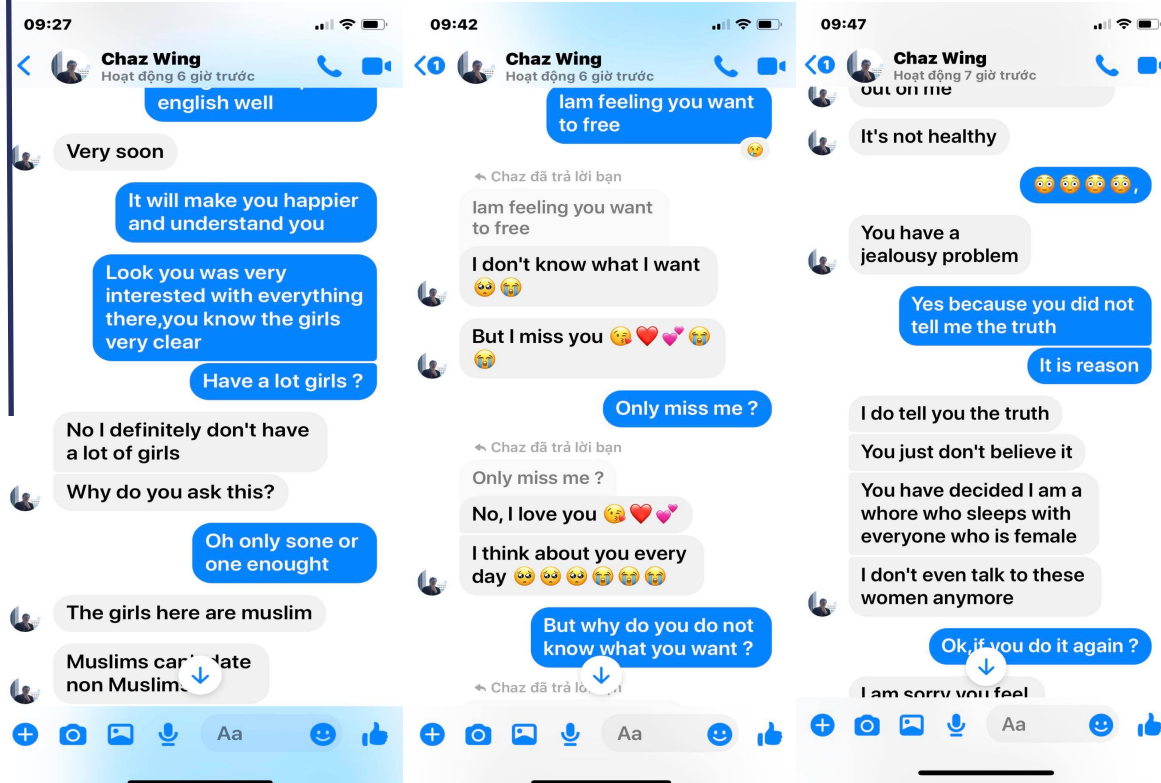 09:27
Chaz Wing
Hoạt động 6 giờ trước
english well
Very soon
It will make you happier
and understand you
Look you was very
interested with everything
there,you know the girls
very clear
Have a lot girls ?
No I definitely don't have
a lot of girls
Why do you ask this?
Oh only sone or
one enought
The girls here are muslim
Muslims can't date
non Muslims
Aa
09:42
1
Chaz Wing
Hoạt động 6 giờ trước
Iam feeling you want
to free
😢
Chaz đã trả lời bạn
Iam feeling you want
to free
I don't know what I want
🥺😭
But I miss you 😘❤️💕😭
😭
Only miss me ?
Chaz đã trả lời bạn
Only miss me ?
No, I love you 😘❤️💕
I think about you every
day 🥺🥺🥺😭😭😭
But why do you do not
know what you want ?
Chaz đã trả
Aa
09:47
1
Chaz Wing
Hoạt động 7 giờ trước
out on me
It's not healthy
😳😳😳😳,
You have a
jealousy problem
Yes because you did not
tell me the truth
It is reason
I do tell you the truth
You just don't believe it
You have decided I am a
whore who sleeps with
everyone who is female
I don't even talk to these
women anymore
Ok,if you do it again ?
I am sorry you feel
Aa